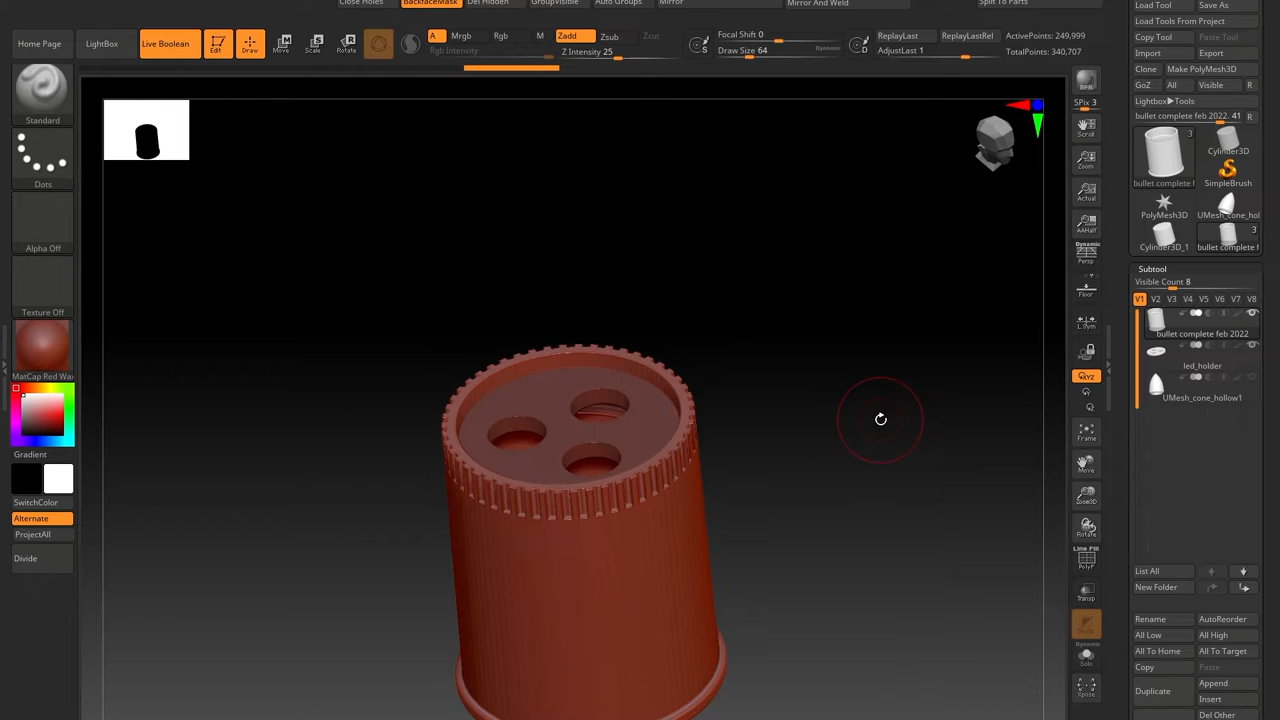 Close Holes BackfaceMask Del Hidden GroupVisible Auto Groups Mirror Mirror And Weld Split To Parts
Home Page LightBox Live Boolean Edit Draw Move Scale Rotate
A Mrgb Rgb M Zadd Zsub Zcut
Rgb Intensity Z Intensity 25
Focal Shift 0
Draw Size 64 Dynamic
ReplayLast ReplayLastRel
AdjustLast 1
ActivePoints: 249,999
TotalPoints: 340,707
S
D
Standard
Dots
Alpha Off
Texture Off
MatCap Red Wax
Gradient
SwitchColor
Alternate
ProjectAll
Divide
BPR
SPix 3
Scroll
Zoom
Actual
AAHalf
Dynamic
Persp
Floor
L.Sym
XYZ
Frame
Move
Zoom3D
Rotate
Line Fill
PolyF
Transp
Dynamic
Solo
Xpose
Load Tool Save As
Load Tools From Project
Copy Tool Paste Tool
Import Export
Clone Make PolyMesh3D
GoZ All Visible R
Lightbox▶Tools
bullet complete feb 2022. 41 R
3
bullet complete f
Cylinder3D
SimpleBrush
PolyMesh3D UMesh_cone_hol
3
Cylinder3D_1 bullet complete f
Subtool
Visible Count 8
V1 V2 V3 V4 V5 V6 V7 V8
bullet complete feb 2022
led_holder
UMesh_cone_hollow1
List All
New Folder
Rename AutoReorder
All Low All High
All To Home All To Target
Copy Paste
Duplicate Append
Insert
Del Other